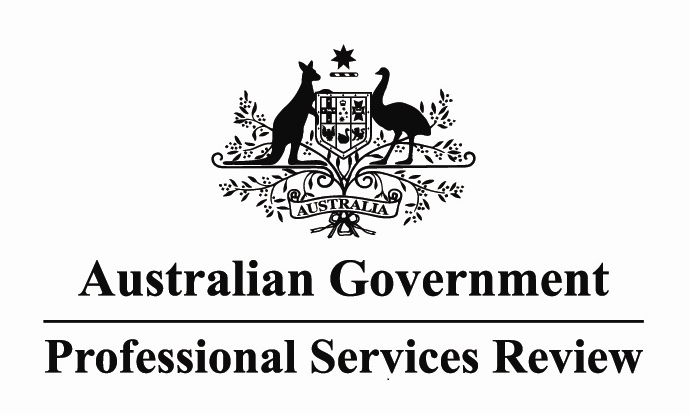 AUSTRALIA
Australian Government
Professional Services Review